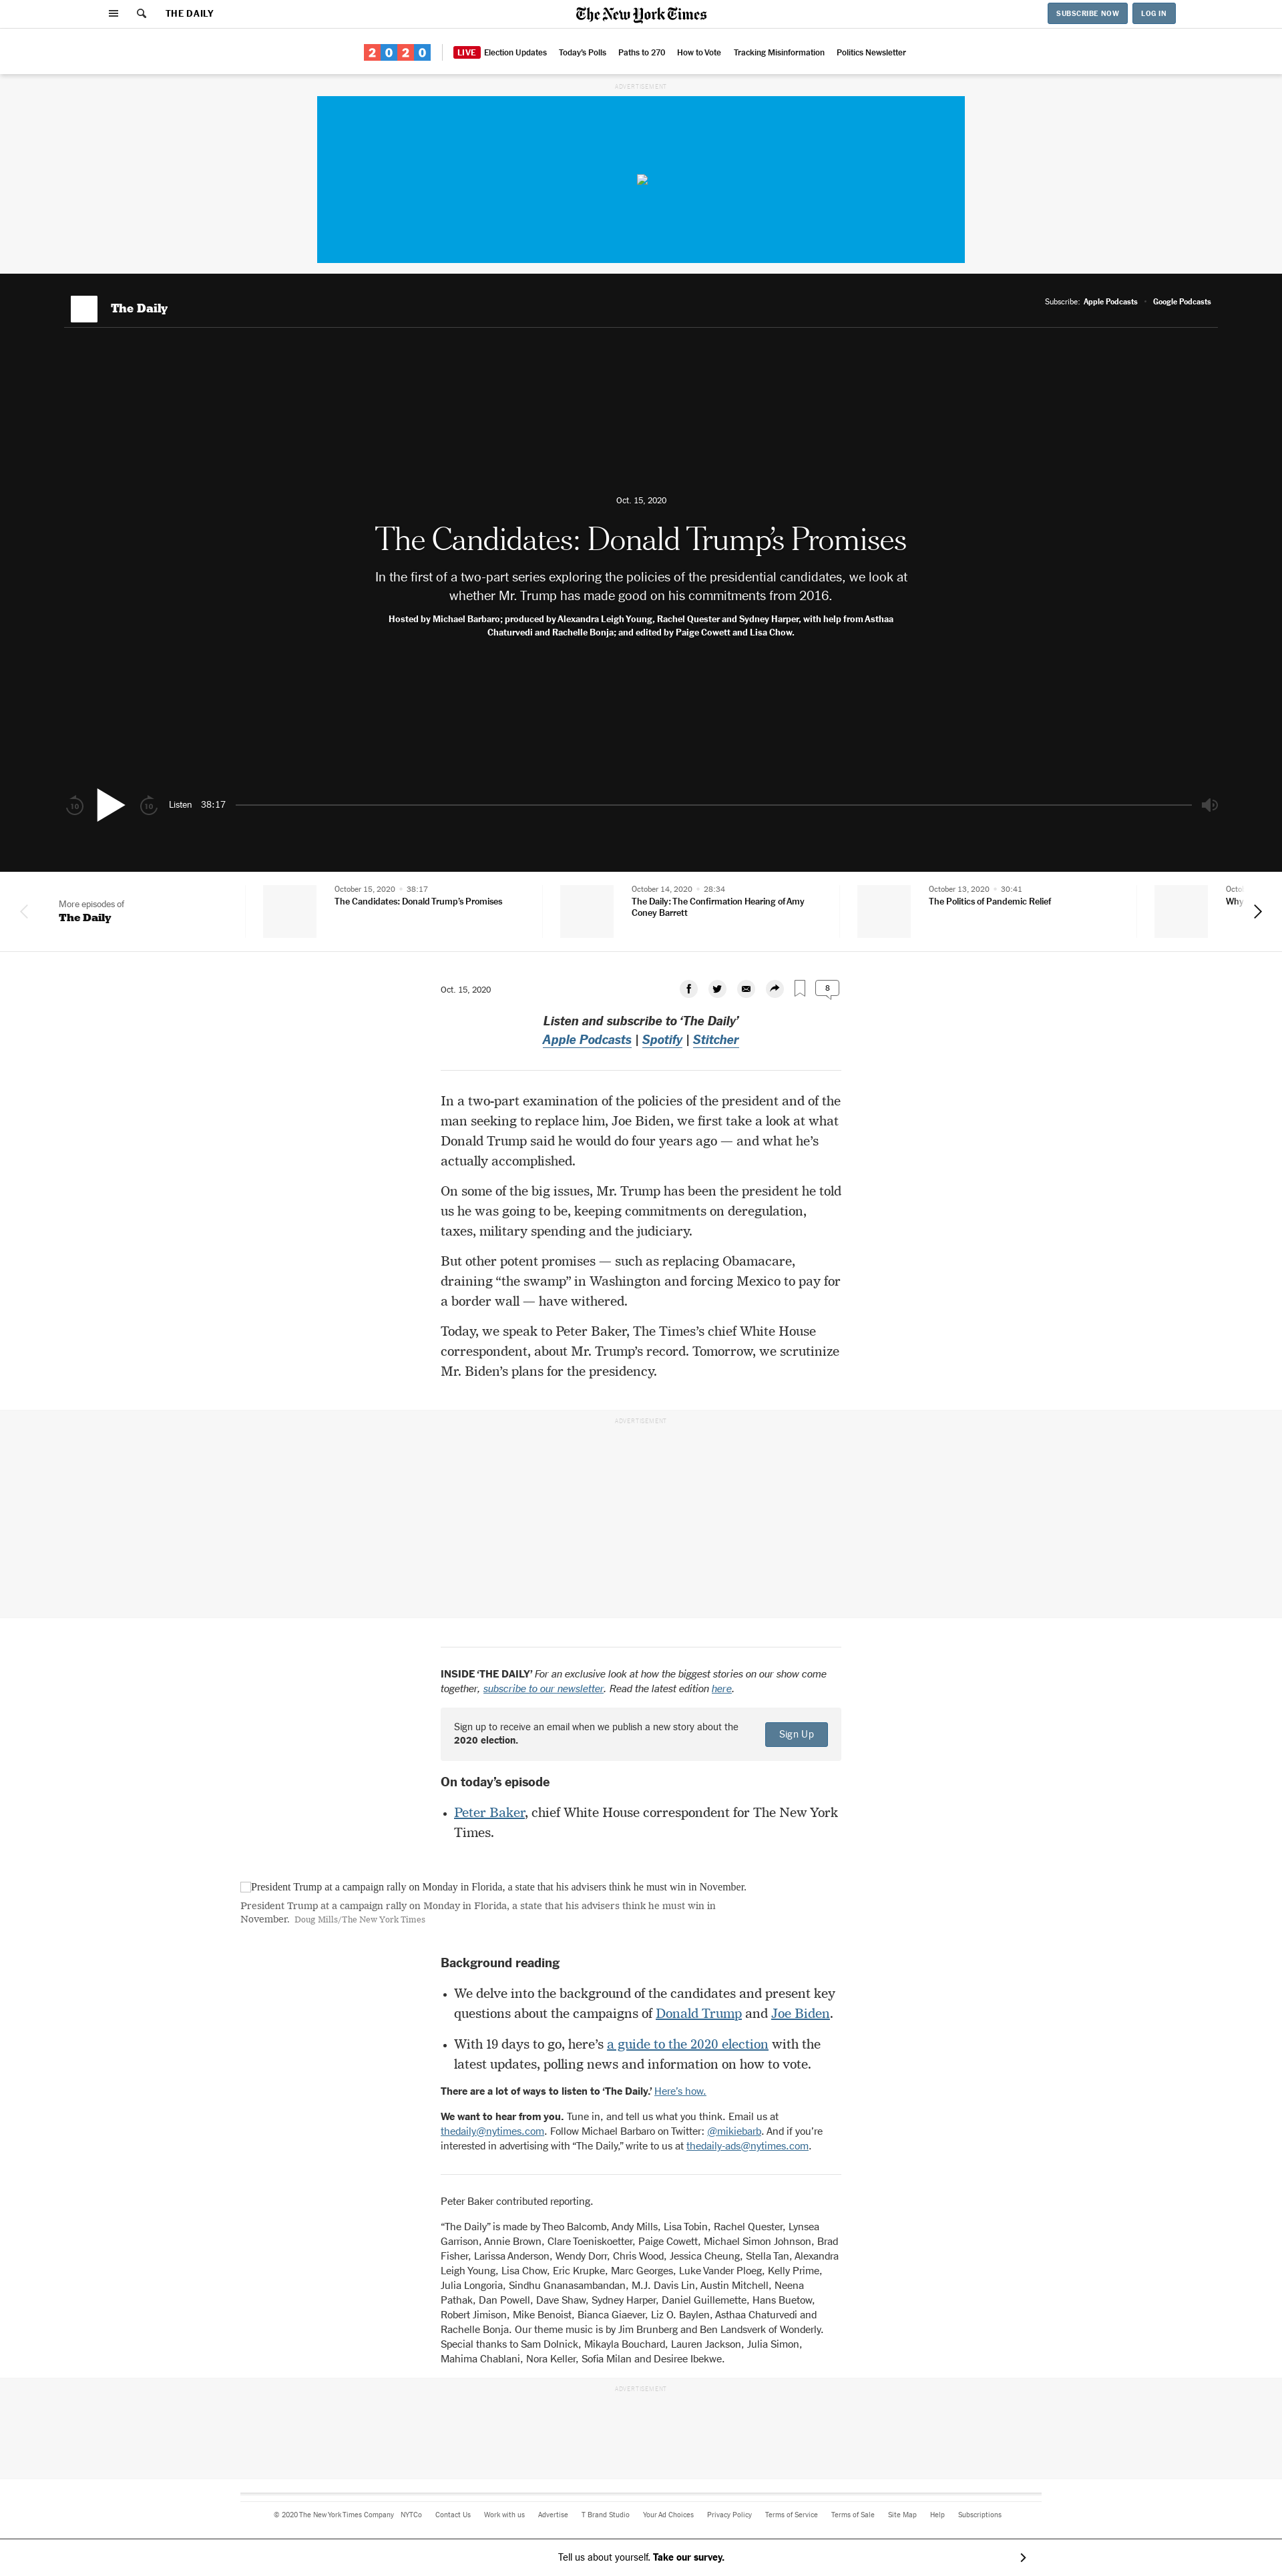 THE DAILY
The New York Times
SUBSCRIBE NOW
LOG IN
2020
LIVE Election Updates
Today's Polls
Paths to 270
How to Vote
Tracking Misinformation
Politics Newsletter
ADVERTISEMENT
The Daily
Subscribe: Apple Podcasts • Google Podcasts
Oct. 15, 2020
The Candidates: Donald Trump’s Promises
In the first of a two-part series exploring the policies of the presidential candidates, we look at
whether Mr. Trump has made good on his commitments from 2016.
Hosted by Michael Barbaro; produced by Alexandra Leigh Young, Rachel Quester and Sydney Harper, with help from Asthaa
Chaturvedi and Rachelle Bonja; and edited by Paige Cowett and Lisa Chow.
10
10
Listen 38:17
More episodes of
The Daily
October 15, 2020 • 38:17
The Candidates: Donald Trump’s Promises
October 14, 2020 • 28:34
The Daily: The Confirmation Hearing of Amy
Coney Barrett
October 13, 2020 • 30:41
The Politics of Pandemic Relief
Why
Oct. 15, 2020
8
Listen and subscribe to ‘The Daily’
Apple Podcasts | Spotify | Stitcher
In a two-part examination of the policies of the president and of the
man seeking to replace him, Joe Biden, we first take a look at what
Donald Trump said he would do four years ago — and what he’s
actually accomplished.
On some of the big issues, Mr. Trump has been the president he told
us he was going to be, keeping commitments on deregulation,
taxes, military spending and the judiciary.
But other potent promises — such as replacing Obamacare,
draining “the swamp” in Washington and forcing Mexico to pay for
a border wall — have withered.
Today, we speak to Peter Baker, The Times’s chief White House
correspondent, about Mr. Trump’s record. Tomorrow, we scrutinize
Mr. Biden’s plans for the presidency.
ADVERTISEMENT
INSIDE ‘THE DAILY’ For an exclusive look at how the biggest stories on our show come
together, subscribe to our newsletter. Read the latest edition here.
Sign up to receive an email when we publish a new story about the
2020 election.
Sign Up
On today’s episode
• Peter Baker, chief White House correspondent for The New York
Times.
President Trump at a campaign rally on Monday in Florida, a state that his advisers think he must win in November.
President Trump at a campaign rally on Monday in Florida, a state that his advisers think he must win in
November. Doug Mills/The New York Times
Background reading
• We delve into the background of the candidates and present key
questions about the campaigns of Donald Trump and Joe Biden.
• With 19 days to go, here’s a guide to the 2020 election with the
latest updates, polling news and information on how to vote.
There are a lot of ways to listen to ‘The Daily.’ Here’s how.
We want to hear from you. Tune in, and tell us what you think. Email us at
thedaily@nytimes.com. Follow Michael Barbaro on Twitter: @mikiebarb. And if you’re
interested in advertising with “The Daily,” write to us at thedaily-ads@nytimes.com.
Peter Baker contributed reporting.
“The Daily” is made by Theo Balcomb, Andy Mills, Lisa Tobin, Rachel Quester, Lynsea
Garrison, Annie Brown, Clare Toeniskoetter, Paige Cowett, Michael Simon Johnson, Brad
Fisher, Larissa Anderson, Wendy Dorr, Chris Wood, Jessica Cheung, Stella Tan, Alexandra
Leigh Young, Lisa Chow, Eric Krupke, Marc Georges, Luke Vander Ploeg, Kelly Prime,
Julia Longoria, Sindhu Gnanasambandan, M.J. Davis Lin, Austin Mitchell, Neena
Pathak, Dan Powell, Dave Shaw, Sydney Harper, Daniel Guillemette, Hans Buetow,
Robert Jimison, Mike Benoist, Bianca Giaever, Liz O. Baylen, Asthaa Chaturvedi and
Rachelle Bonja. Our theme music is by Jim Brunberg and Ben Landsverk of Wonderly.
Special thanks to Sam Dolnick, Mikayla Bouchard, Lauren Jackson, Julia Simon,
Mahima Chablani, Nora Keller, Sofia Milan and Desiree Ibekwe.
ADVERTISEMENT
© 2020 The New York Times Company
NYTCo
Contact Us
Work with us
Advertise
T Brand Studio
Your Ad Choices
Privacy Policy
Terms of Service
Terms of Sale
Site Map
Help
Subscriptions
Tell us about yourself. Take our survey.